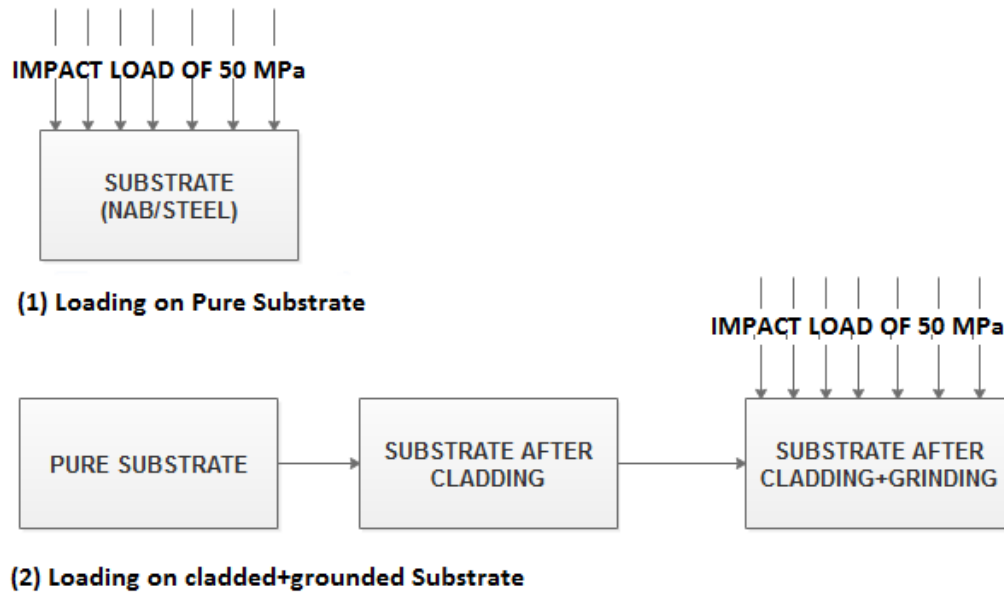 IMPACT LOAD OF 50 MPa
SUBSTRATE
(NAB/STEEL)
(1) Loading on Pure Substrate
IMPACT LOAD OF 50 MPa
PURE SUBSTRATE
SUBSTRATE AFTER
CLADDING
SUBSTRATE AFTER
CLADDING+GRINDING
(2) Loading on cladded+grounded Substrate